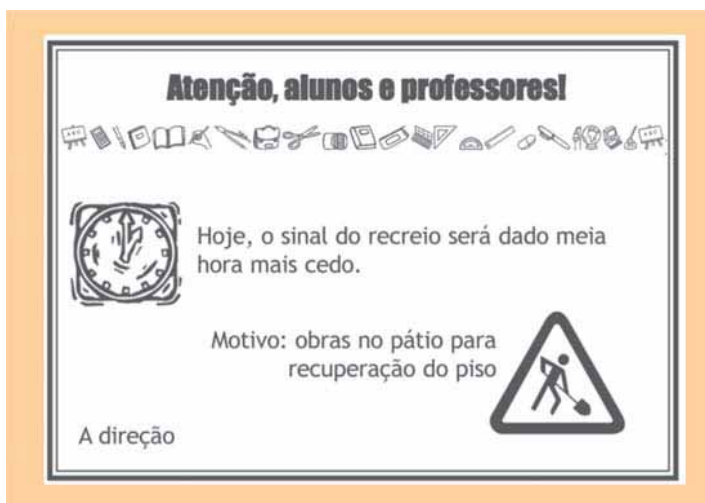 Atenção, alunos e professores!
Hoje, o sinal do recreio será dado meia
hora mais cedo.
Motivo: obras no pátio para
recuperação do piso
A direção